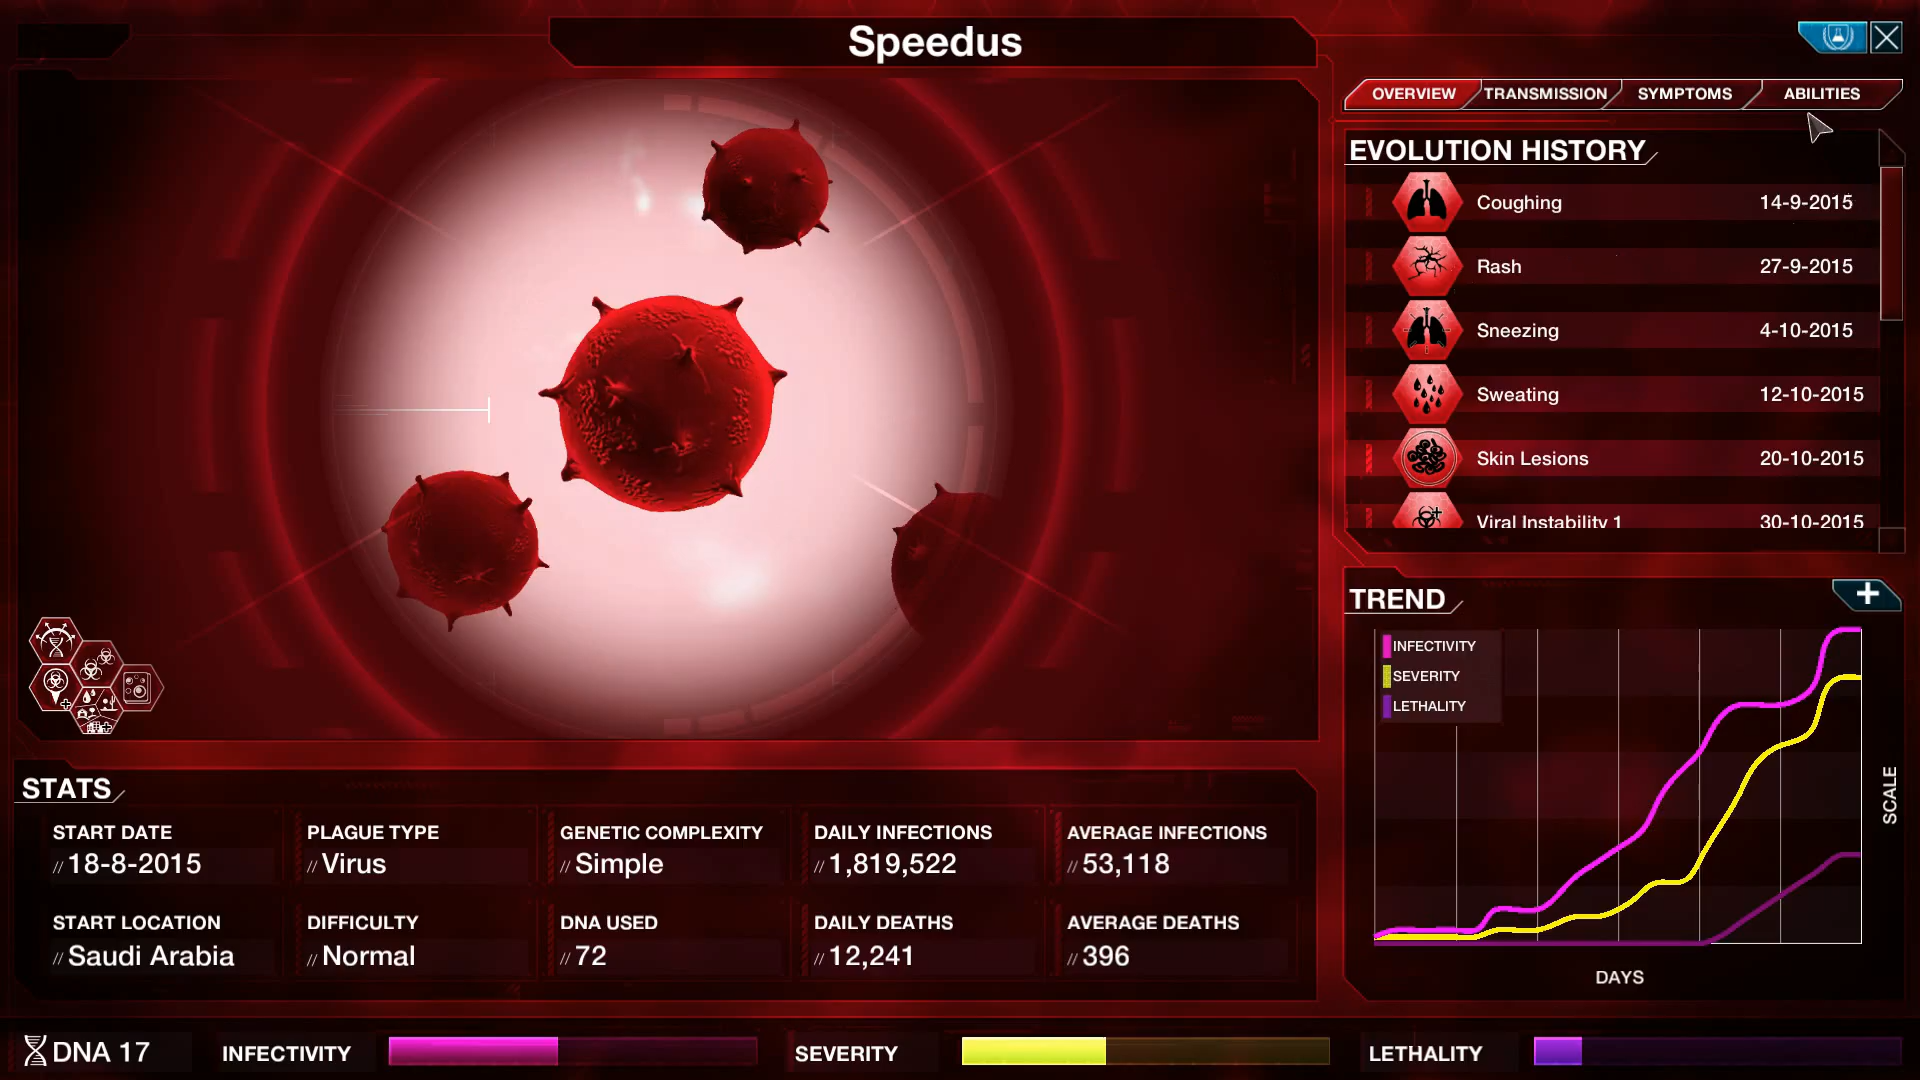 Speedus
OVERVIEW
TRANSMISSION
SYMPTOMS
ABILITIES
EVOLUTION HISTORY
Coughing 14-9-2015
Rash 27-9-2015
Sneezing 4-10-2015
Sweating 12-10-2015
Skin Lesions 20-10-2015
Viral Instability 1 30-10-2015
TREND
INFECTIVITY
SEVERITY
LETHALITY
SCALE
DAYS
STATS
START DATE
// 18-8-2015
PLAGUE TYPE
// Virus
GENETIC COMPLEXITY
// Simple
DAILY INFECTIONS
// 1,819,522
AVERAGE INFECTIONS
// 53,118
START LOCATION
// Saudi Arabia
DIFFICULTY
// Normal
DNA USED
// 72
DAILY DEATHS
// 12,241
AVERAGE DEATHS
// 396
DNA 17
INFECTIVITY
SEVERITY
LETHALITY